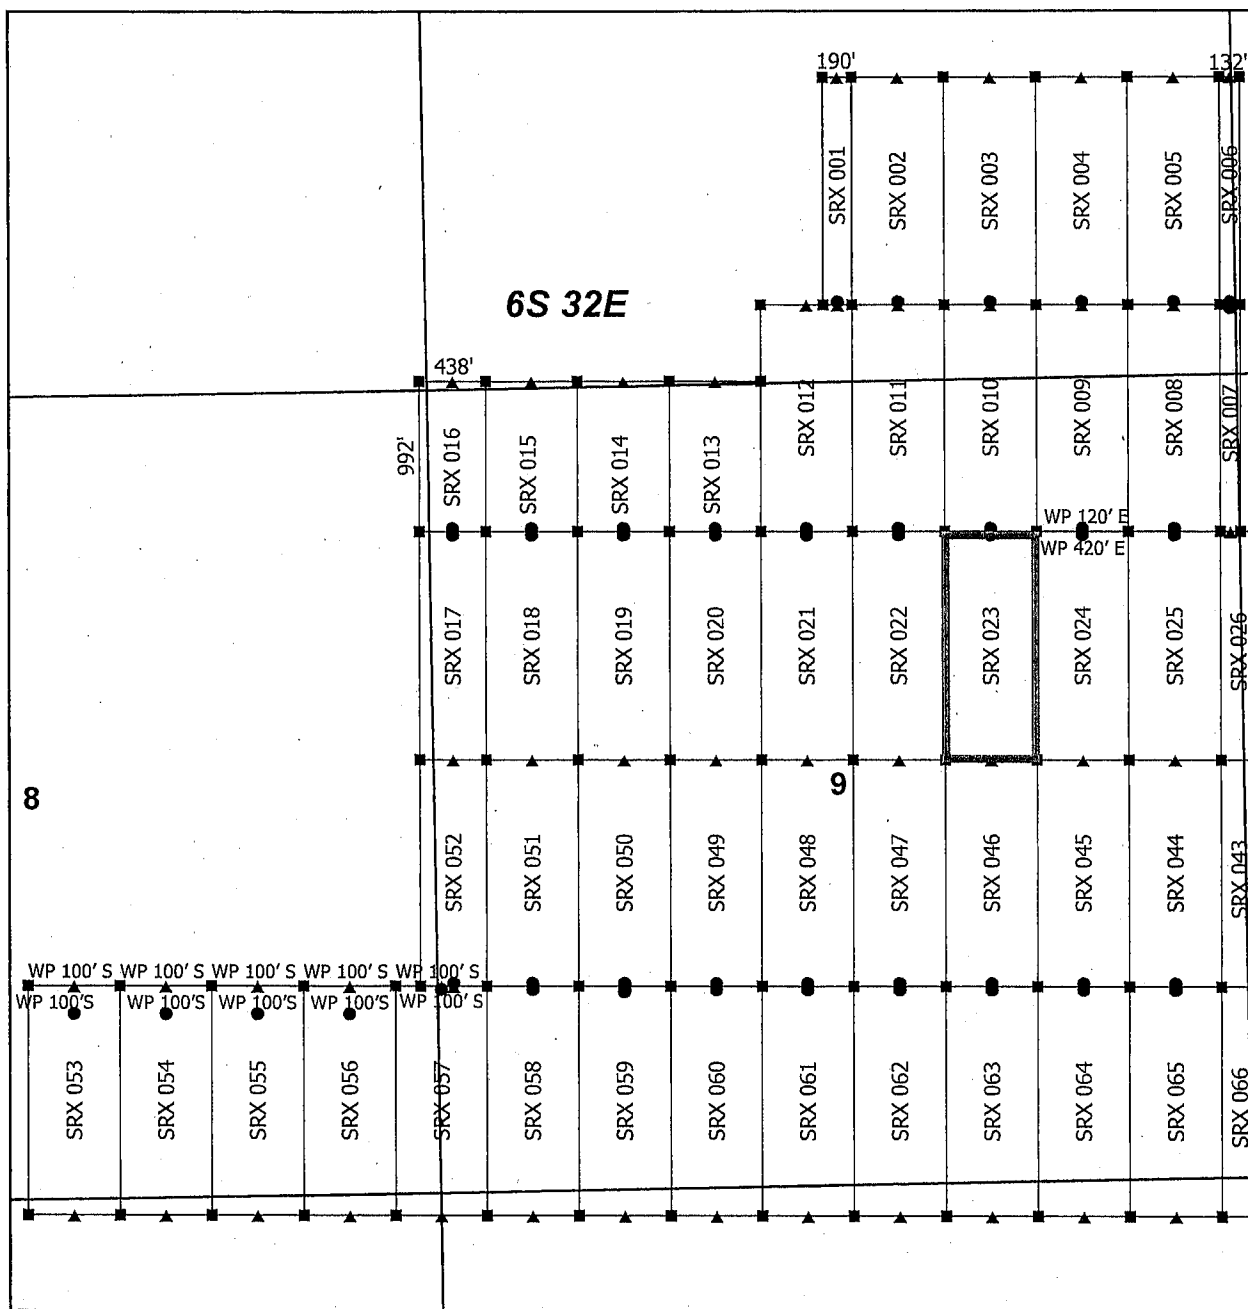 190'
132'
SRX 001
SRX 002
SRX 003
SRX 004
SRX 005
SRX 006
6S 32E
438'
992'
SRX 016
SRX 015
SRX 014
SRX 013
SRX 012
SRX 011
SRX 010
SRX 009
SRX 008
SRX 007
WP 120' E
WP 420' E
SRX 017
SRX 018
SRX 019
SRX 020
SRX 021
SRX 022
SRX 023
SRX 024
SRX 025
SRX 026
8
9
SRX 052
SRX 051
SRX 050
SRX 049
SRX 048
SRX 047
SRX 046
SRX 045
SRX 044
SRX 043
WP 100' S
WP 100' S
WP 100' S
WP 100' S
WP 100' S
WP 100'S
WP 100'S
WP 100'S
WP 100'S
WP 100' S
SRX 053
SRX 054
SRX 055
SRX 056
SRX 057
SRX 058
SRX 059
SRX 060
SRX 061
SRX 062
SRX 063
SRX 064
SRX 065
SRX 066